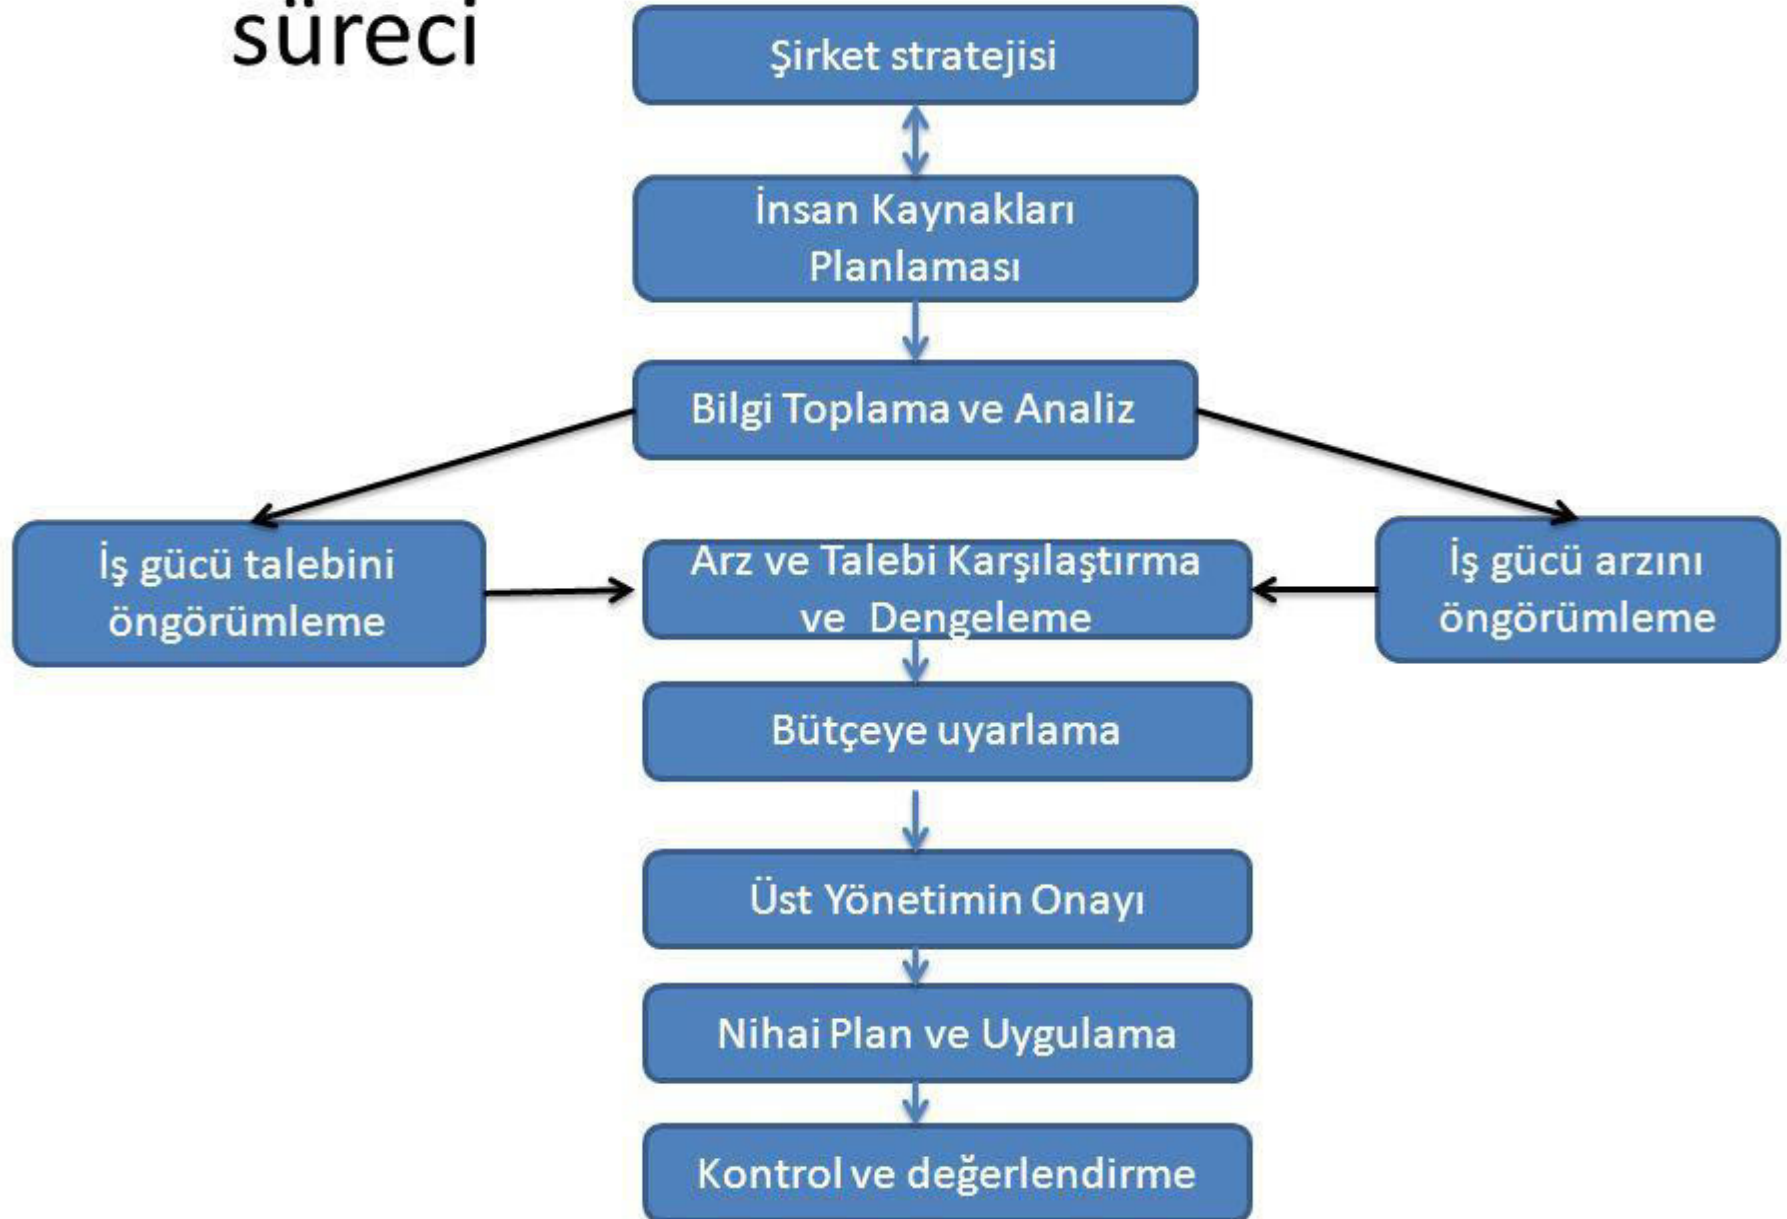 süreci
Şirket stratejisi
İnsan Kaynakları
Planlaması
Bilgi Toplama ve Analiz
İş gücü talebini
öngörümleme
Arz ve Talebi Karşılaştırma
ve Dengeleme
İş gücü arzını
öngörümleme
Bütçeye uyarlama
Üst Yönetimin Onayı
Nihai Plan ve Uygulama
Kontrol ve değerlendirme